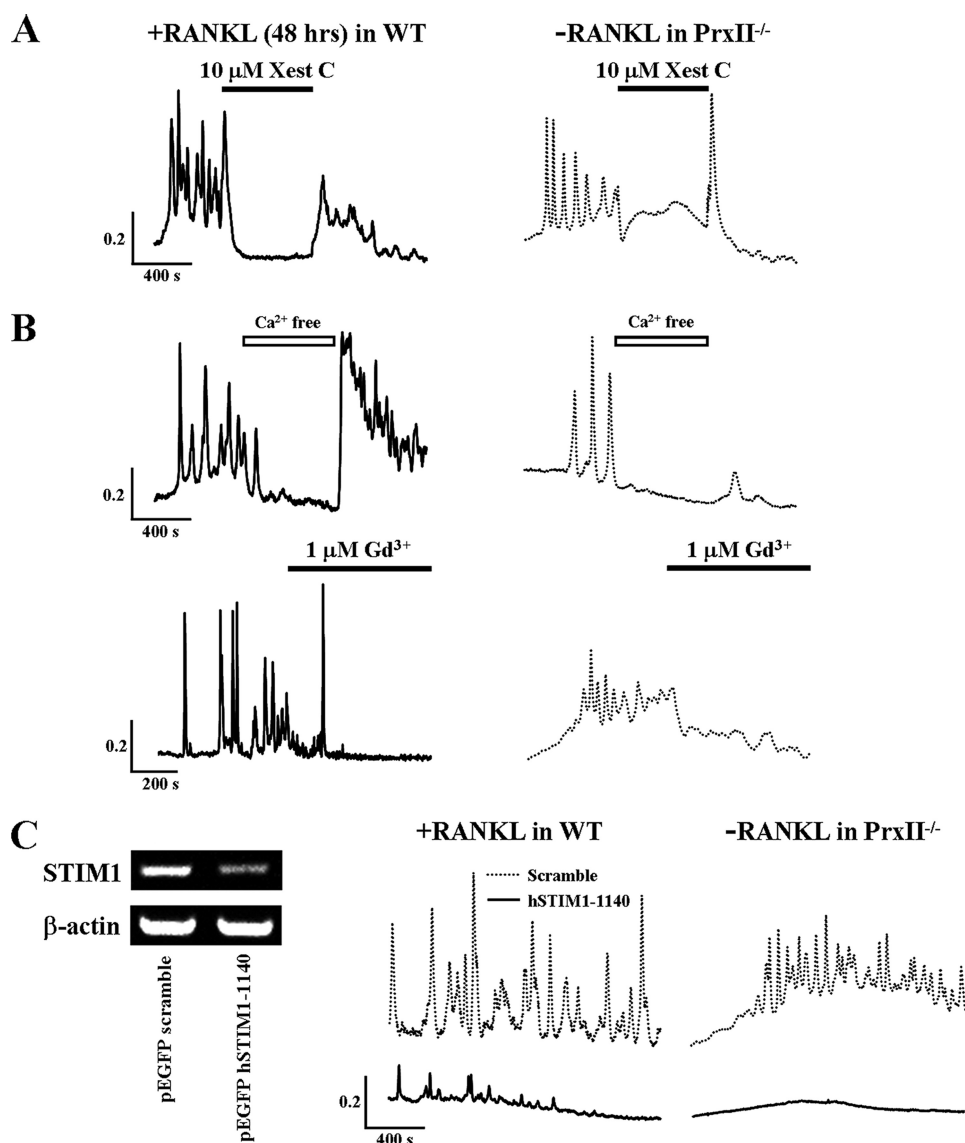 A
+RANKL (48 hrs) in WT
-RANKL in PrxII-/-
10 μM Xest C
10 μM Xest C
0.2
400 s
B
Ca2+ free
Ca2+ free
0.2
400 s
1 μM Gd3+
1 μM Gd3+
0.2
200 s
C
+RANKL in WT
-RANKL in PrxII-/-
STIM1
β-actin
pEGFP scramble
pEGFP hSTIM1-1140
Scramble
hSTIM1-1140
0.2
400 s